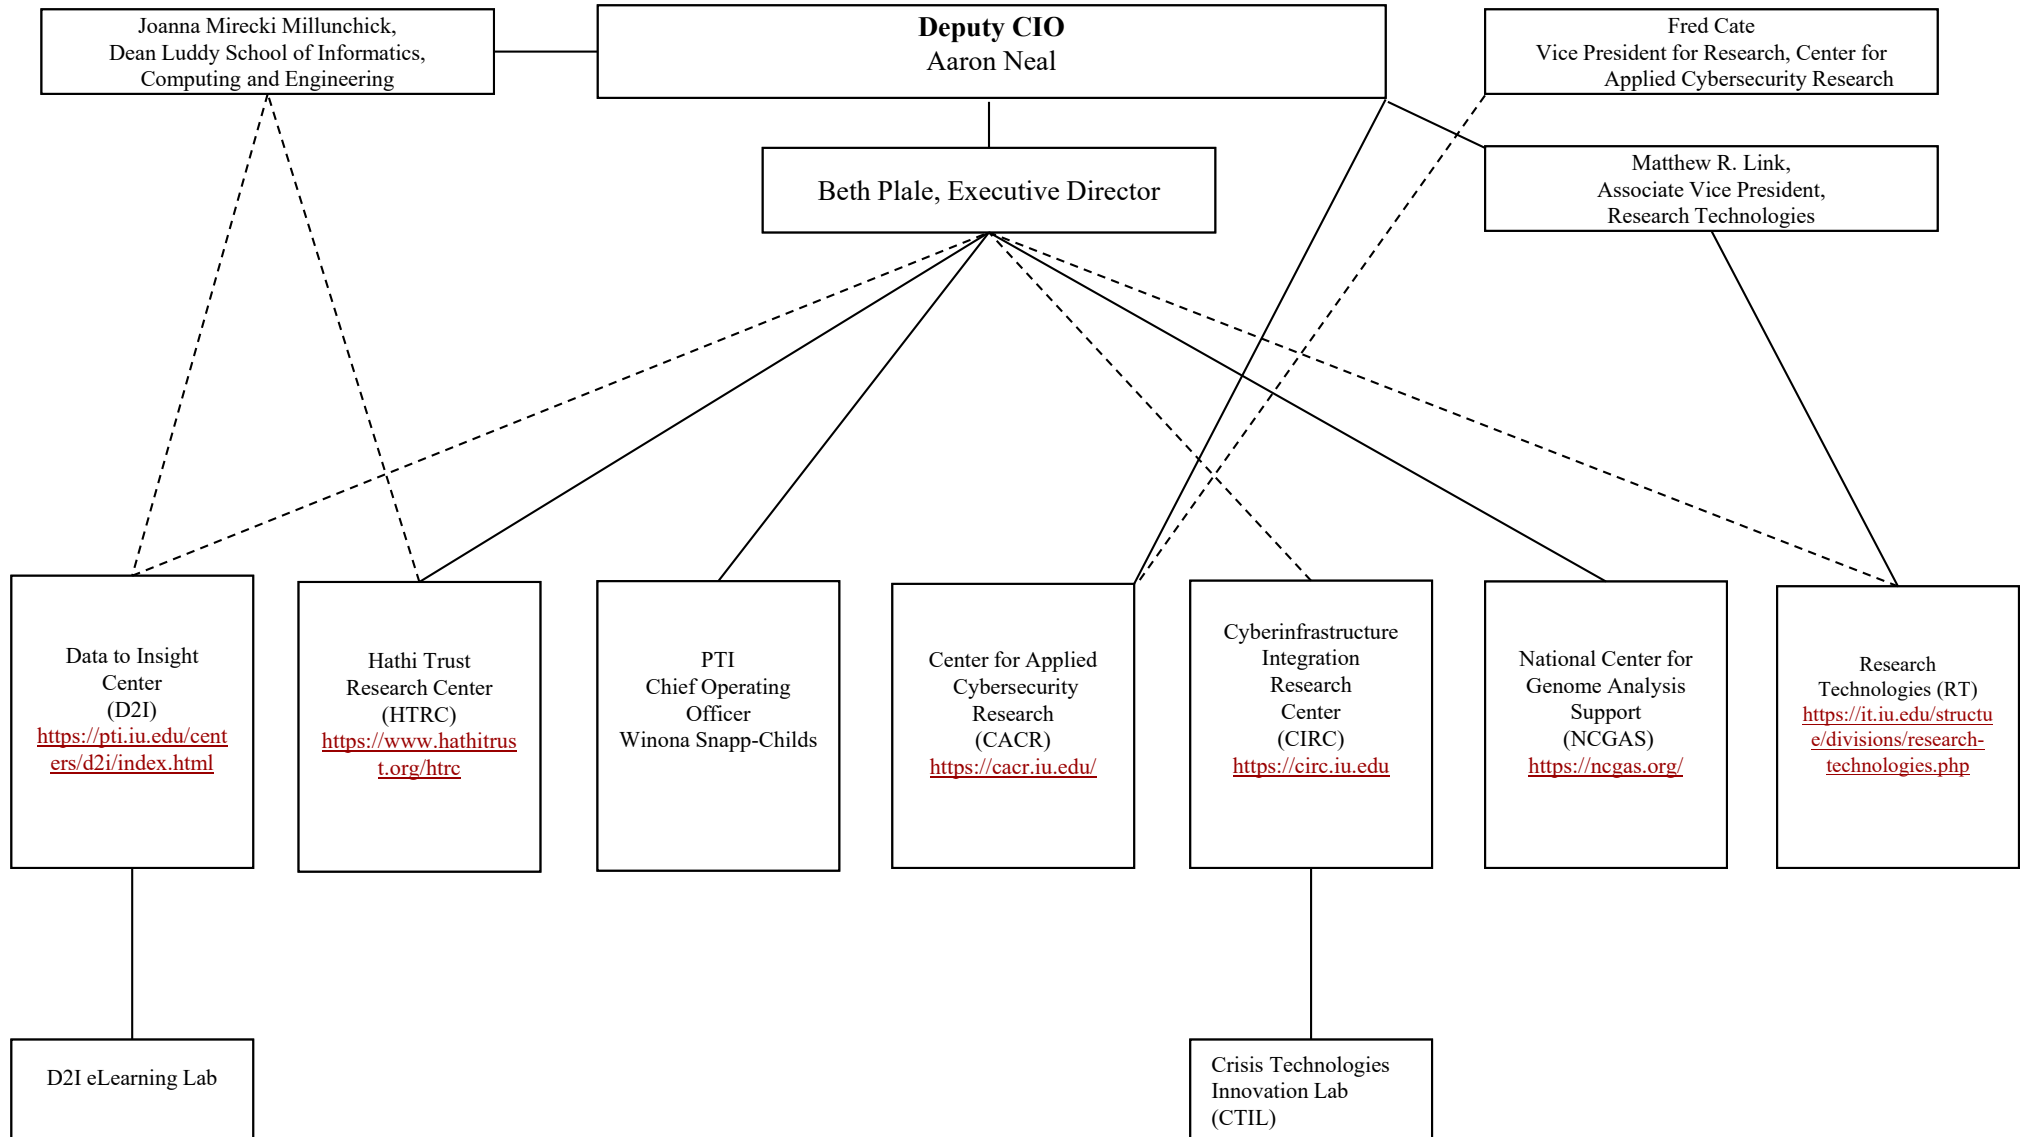 Joanna Mirecki Millunchick,
Dean Luddy School of Informatics,
Computing and Engineering
Deputy CIO
Aaron Neal
Fred Cate
Vice President for Research, Center for
Applied Cybersecurity Research
Beth Plale, Executive Director
Matthew R. Link,
Associate Vice President,
Research Technologies
Data to Insight
Center
(D2I)
https://pti.iu.edu/cent
ers/d2i/index.html
Hathi Trust
Research Center
(HTRC)
https://www.hathitrus
t.org/htrc
PTI
Chief Operating
Officer
Winona Snapp-Childs
Center for Applied
Cybersecurity
Research
(CACR)
https://cacr.iu.edu/
Cyberinfrastructure
Integration
Research
Center
(CIRC)
https://circ.iu.edu
National Center for
Genome Analysis
Support
(NCGAS)
https://ncgas.org/
Research
Technologies (RT)
https://it.iu.edu/structu
e/divisions/research-
technologies.php
D2I eLearning Lab
Crisis Technologies
Innovation Lab
(CTIL)